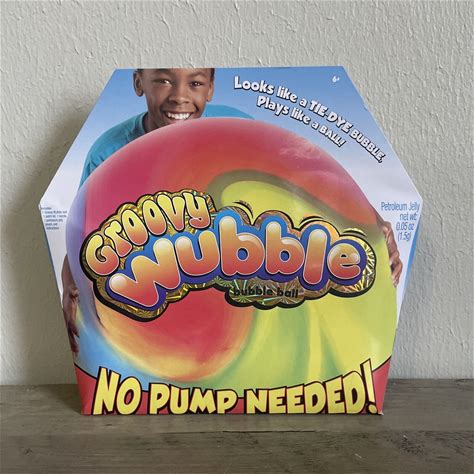 6+
Looks like a TIE-DYE BUBBLE,
Plays like a BALL!
Petroleum Jelly
net wt
0.05 oz
(1.5g)
GROOVY
Wubble
bubble ball
NO PUMP NEEDED!